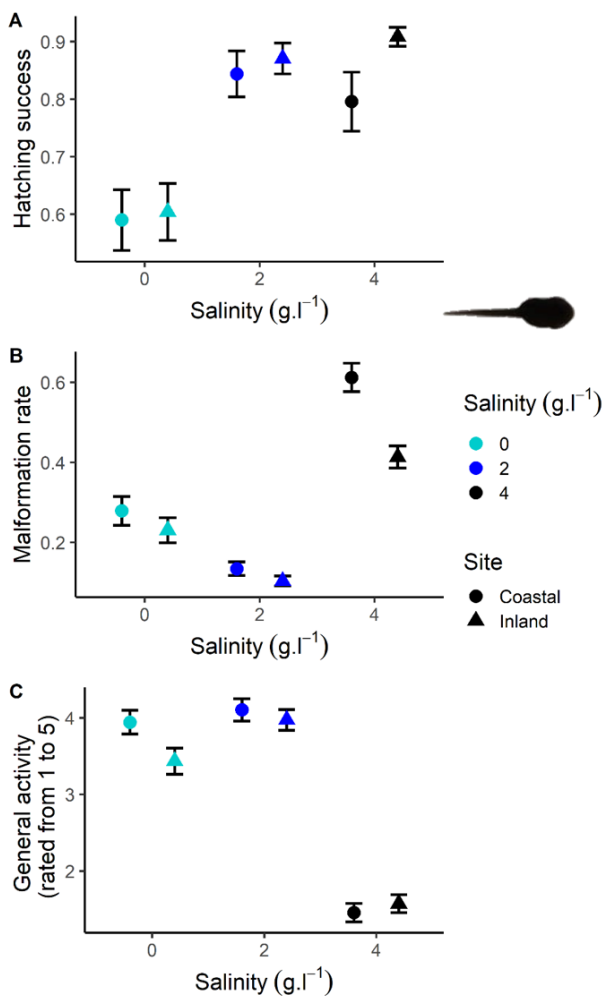 A
Hatching success
0.9
0.8
0.7
0.6
0 2 4
Salinity (g.l⁻¹)
B
Malformation rate
0.6
0.4
0.2
0 2 4
Salinity (g.l⁻¹)
Salinity (g.l⁻¹)
0
2
4
Site
Coastal
Inland
C
General activity
(rated from 1 to 5)
4
3
2
0 2 4
Salinity (g.l⁻¹)